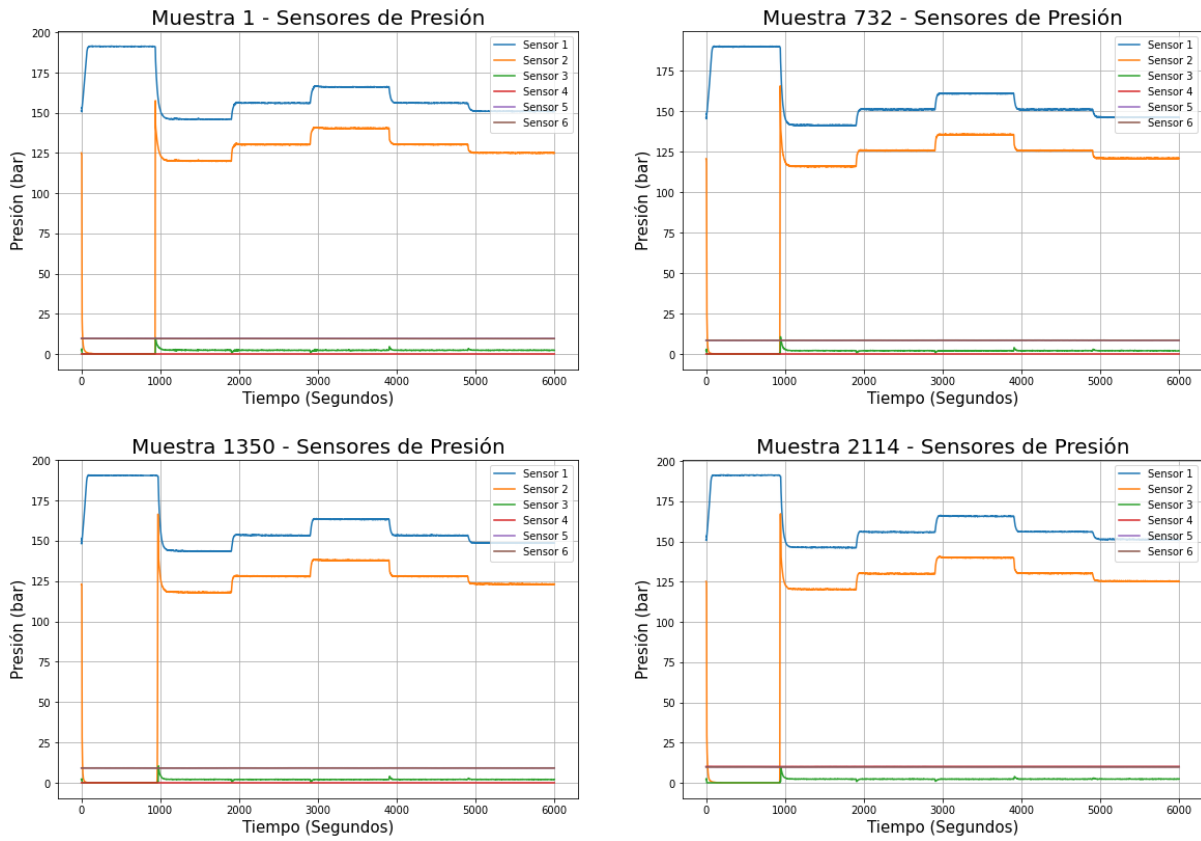 Muestra 1 - Sensores de Presión
Presión (bar)
200
175
150
125
100
75
50
25
0
Sensor 1
Sensor 2
Sensor 3
Sensor 4
Sensor 5
Sensor 6
0 1000 2000 3000 4000 5000 6000
Tiempo (Segundos)
Muestra 732 - Sensores de Presión
Presión (bar)
200
175
150
125
100
75
50
25
0
Sensor 1
Sensor 2
Sensor 3
Sensor 4
Sensor 5
Sensor 6
0 1000 2000 3000 4000 5000 6000
Tiempo (Segundos)
Muestra 1350 - Sensores de Presión
Presión (bar)
200
175
150
125
100
75
50
25
0
Sensor 1
Sensor 2
Sensor 3
Sensor 4
Sensor 5
Sensor 6
0 1000 2000 3000 4000 5000 6000
Tiempo (Segundos)
Muestra 2114 - Sensores de Presión
Presión (bar)
200
175
150
125
100
75
50
25
0
Sensor 1
Sensor 2
Sensor 3
Sensor 4
Sensor 5
Sensor 6
0 1000 2000 3000 4000 5000 6000
Tiempo (Segundos)